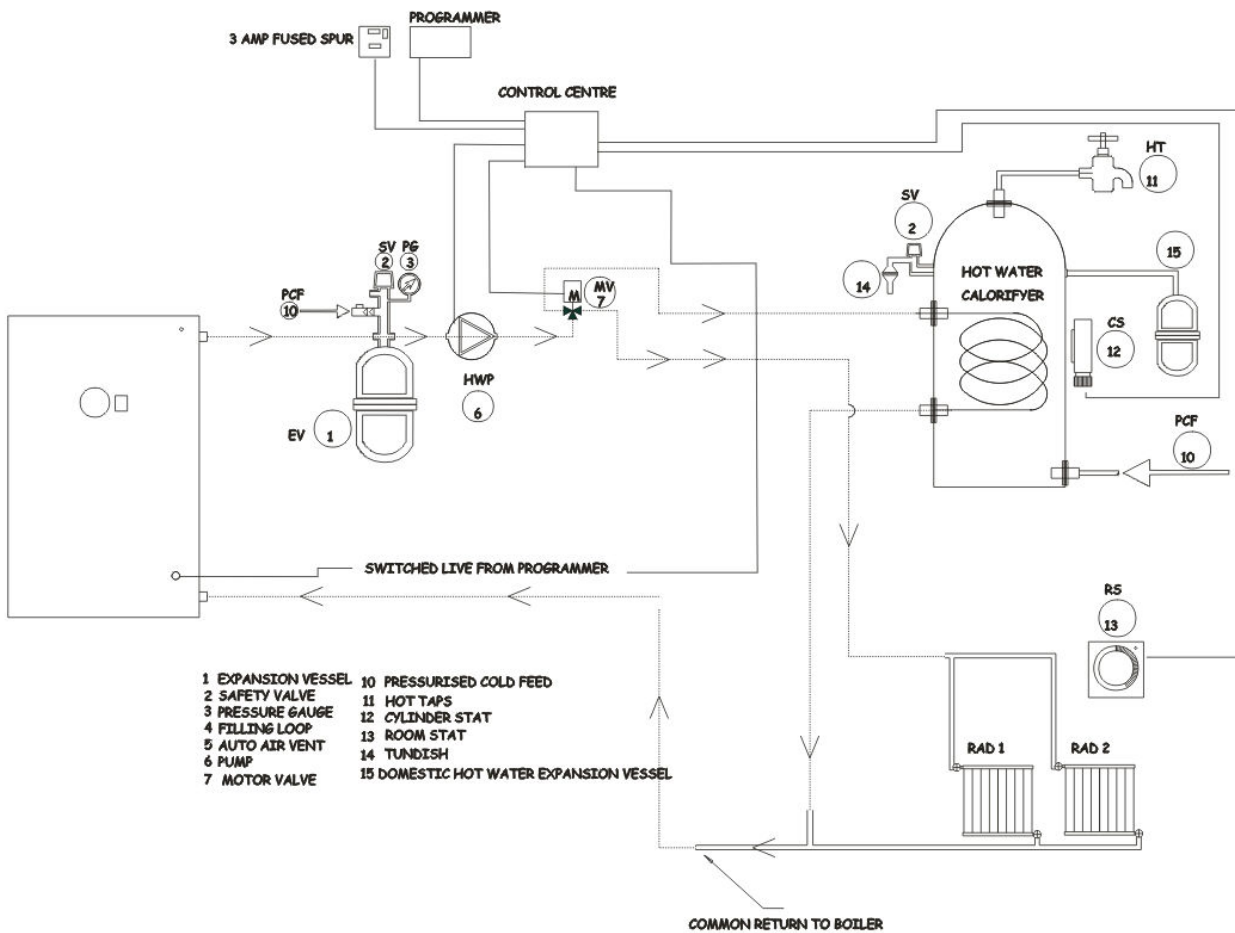 PROGRAMMER
3 AMP FUSED SPUR
CONTROL CENTRE
HT
11
SV
2
15
SV PG
2 3
14
HOT WATER
CALORIFYER
MV
7
PCF
10
M
CS
12
HWP
6
EV 1
PCF
10
SWITCHED LIVE FROM PROGRAMMER
RS
13
1 EXPANSION VESSEL
2 SAFETY VALVE
3 PRESSURE GAUGE
4 FILLING LOOP
5 AUTO AIR VENT
6 PUMP
7 MOTOR VALVE
10 PRESSURISED COLD FEED
11 HOT TAPS
12 CYLINDER STAT
13 ROOM STAT
14 TUNDISH
15 DOMESTIC HOT WATER EXPANSION VESSEL
RAD 1
RAD 2
COMMON RETURN TO BOILER